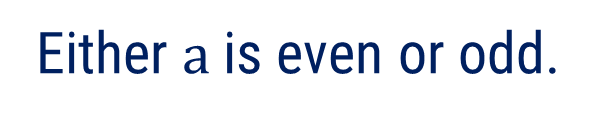 Either a is even or odd.